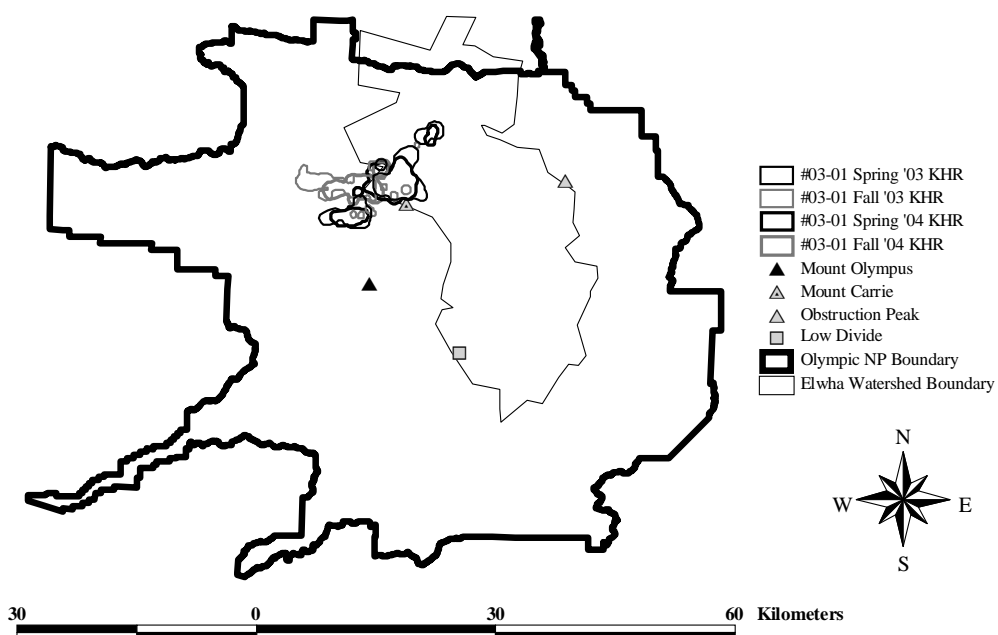 #03-01 Spring '03 KHR
#03-01 Fall '03 KHR
#03-01 Spring '04 KHR
#03-01 Fall '04 KHR
Mount Olympus
Mount Carrie
Obstruction Peak
Low Divide
Olympic NP Boundary
Elwha Watershed Boundary
N
W E
S
30 0 30 60 Kilometers